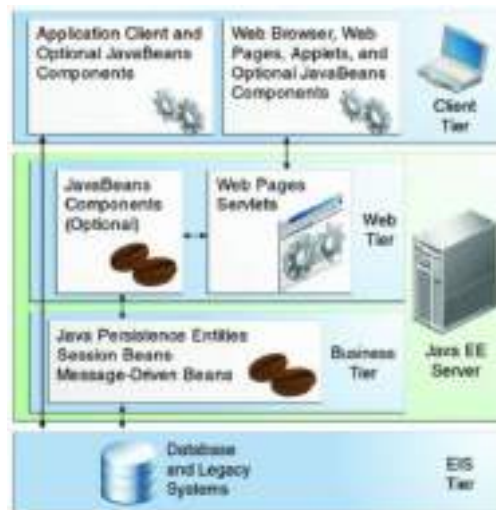 Application Client and
Optional JavaBeans
Components
Web Browser, Web
Pages, Applets, and
Optional JavaBeans
Components
Client
Tier
JavaBeans
Components
(Optional)
Web Pages
Servlets
Web
Tier
Java Persistence Entities
Session Beans
Message-Driven Beans
Business
Tier
Java EE
Server
Database
and Legacy
Systems
EIS
Tier